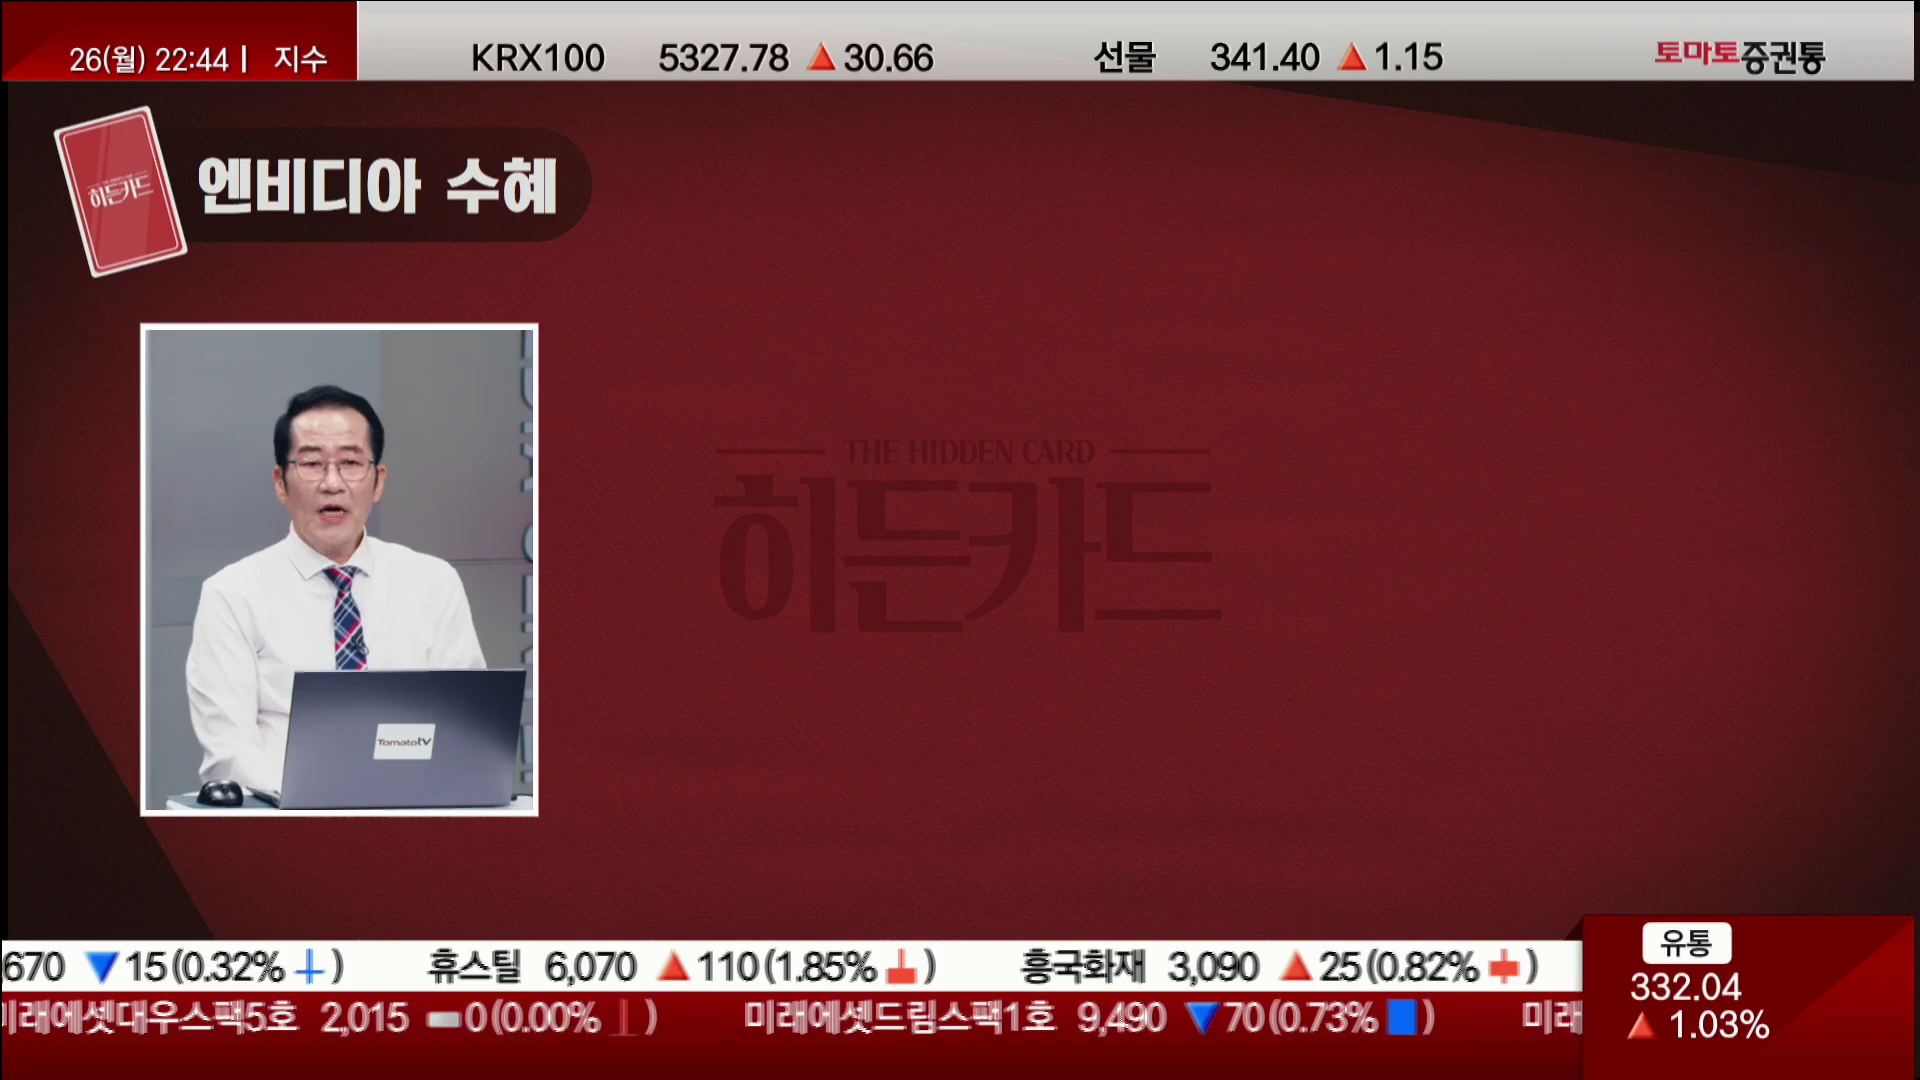 26(월) 22:44 | 지수 KRX100 5327.78 ▲ 30.66 선물 341.40 ▲ 1.15 토마토증권통
히든카드
엔비디아 수혜
THE HIDDEN CARD
히든카드
TomatoTV
670 ▼ 15(0.32% ) 휴스틸 6,070 ▲ 110(1.85% ) 흥국화재 3,090 ▲ 25(0.82% )
미래에셋대우스팩5호 2,015 0(0.00% ) 미래에셋드림스팩1호 9,490 ▼ 70(0.73% ) 미래
유통
332.04
▲ 1.03%